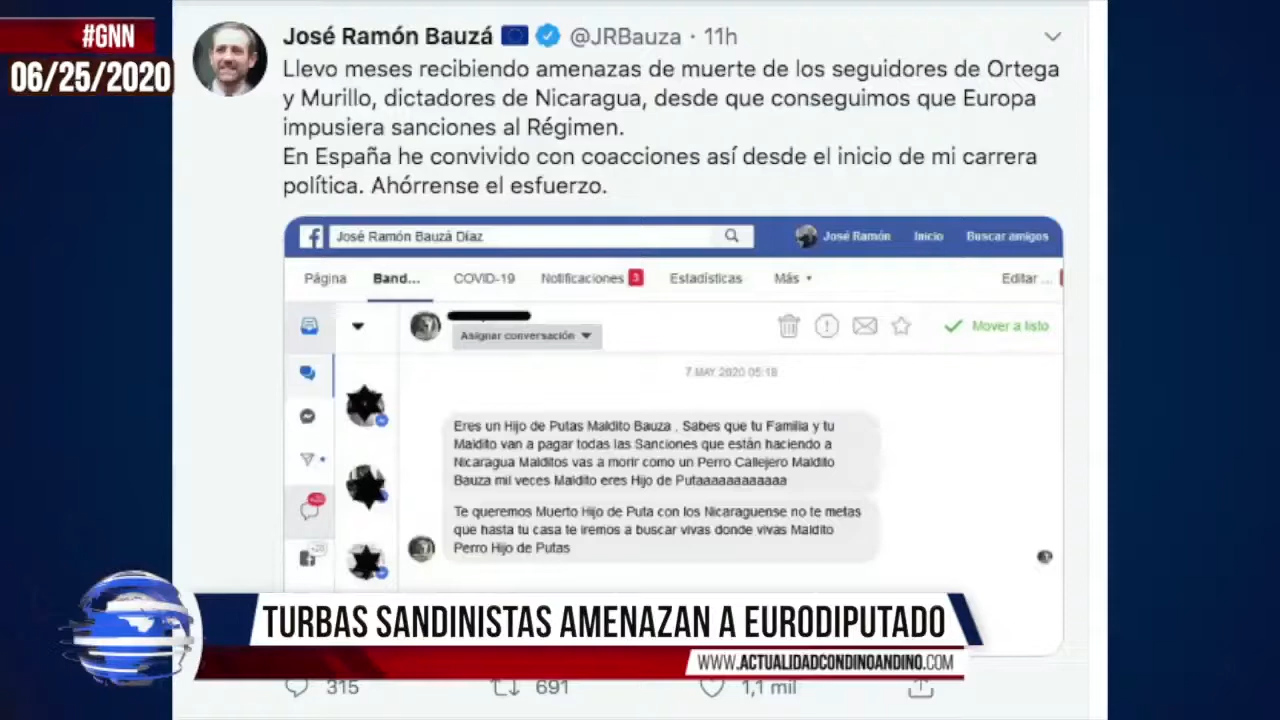 #GNN
06/25/2020
José Ramón Bauzá @JRBauza · 11h
Llevo meses recibiendo amenazas de muerte de los seguidores de Ortega
y Murillo, dictadores de Nicaragua, desde que conseguimos que Europa
impusiera sanciones al Régimen.
En España he convivido con coacciones así desde el inicio de mi carrera
política. Ahórrense el esfuerzo.
José Ramón Bauzá Díaz
José Ramón Inicio Buscar amigos
Página Band... COVID-19 Notificaciones 3 Estadísticas Más Editar ...
Asignar conversación
Mover a listo
7 MAY 2020 05:18
Eres un Hijo de Putas Maldito Bauza . Sabes que tu Familia y tu
Maldito van a pagar todas las Sanciones que están haciendo a
Nicaragua Malditos vas a morir como un Perro Callejero Maldito
Bauza mil veces Maldito eres Hijo de Putaaaaaaaaaaaa
Te queremos Muerto Hijo de Puta con los Nicaraguense no te metas
que hasta tu casa te iremos a buscar vivas donde vivas Maldito
Perro Hijo de Putas
TURBAS SANDINISTAS AMENAZAN A EURODIPUTADO
WWW.ACTUALIDADCONDINOANDINO.COM
315 691 1,1 mil